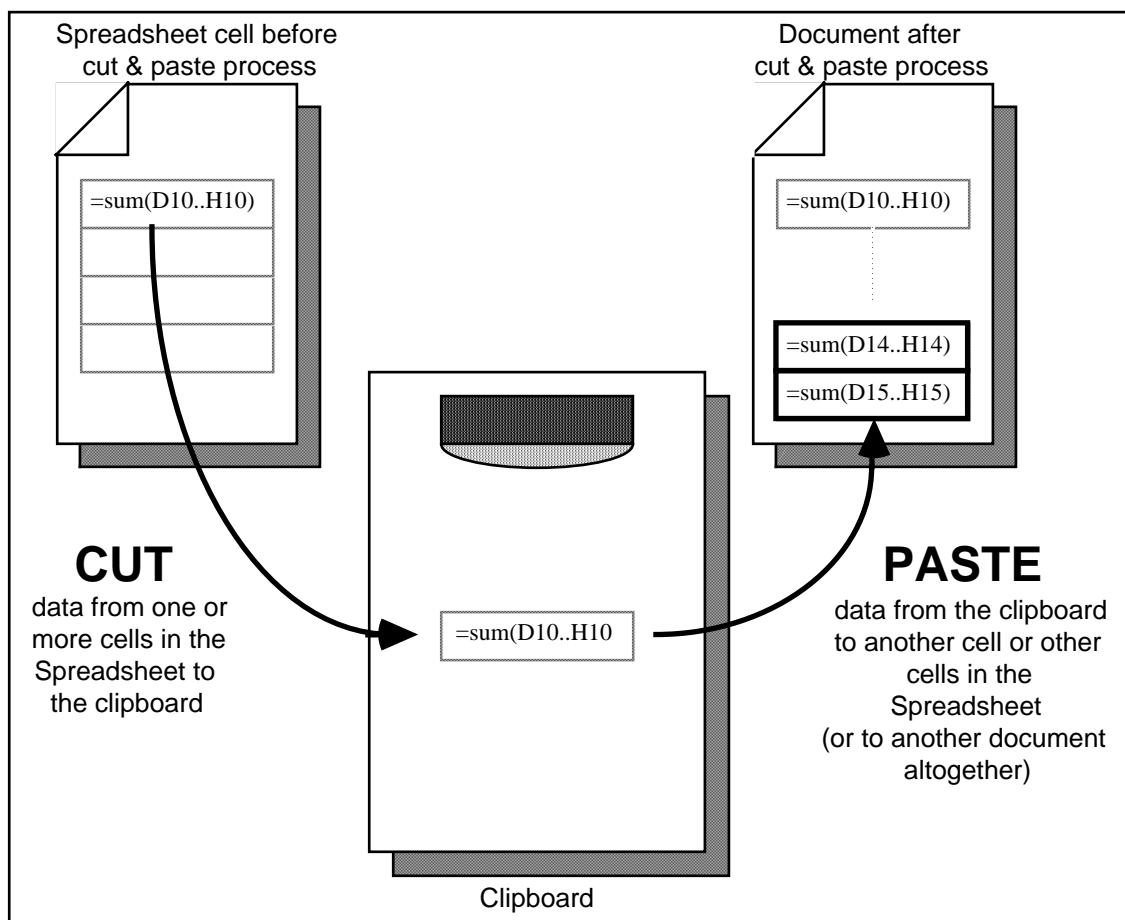 Spreadsheet cell before
cut & paste process
=sum(D10..H10)
CUT
data from one or
more cells in the
Spreadsheet to
the clipboard
=sum(D10..H10
Clipboard
Document after
cut & paste process
=sum(D10..H10)
=sum(D14..H14)
=sum(D15..H15)
PASTE
data from the clipboard
to another cell or other
cells in the
Spreadsheet
(or to another document
altogether)